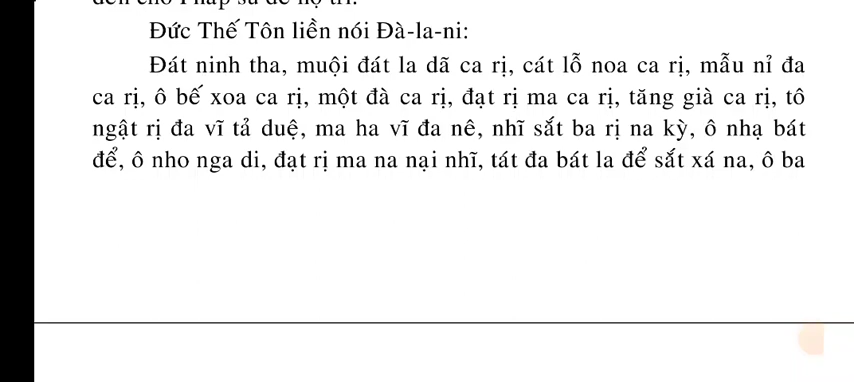 Đức Thế Tôn liền nói Đà-la-ni:
Đát ninh tha, muội đát la dã ca rị, cát lỗ noa ca rị, mẫu nỉ đa
ca rị, ô bế xoa ca rị, một đà ca rị, đạt rị ma ca rị, tăng già ca rị, tô
ngật rị đa vĩ tả duệ, ma ha vĩ đa nê, nhĩ sắt ba rị na kỳ, ô nhạ bát
để, ô nho nga di, đạt rị ma na nại nhĩ, tát đa bát la để sắt xá na, ô ba